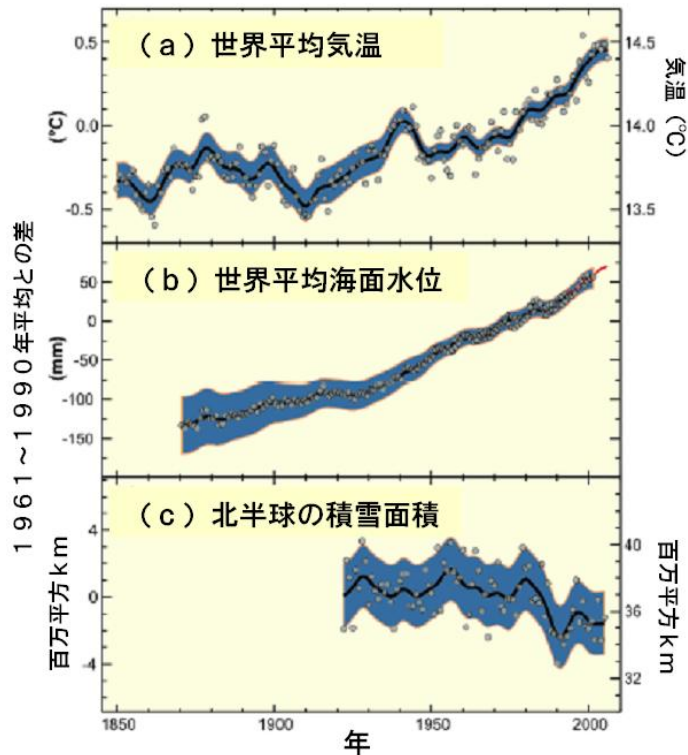 1961～1990年平均との差
(a)世界平均気温
0.5
0.0
-0.5
(°C)
14.5
14.0
13.5
気温(℃)
(b)世界平均海面水位
50
0
-50
-100
-150
(mm)
(c)北半球の積雪面積
4
0
-4
百万平方km
40
36
32
百万平方km
1850
1900
1950
2000
年